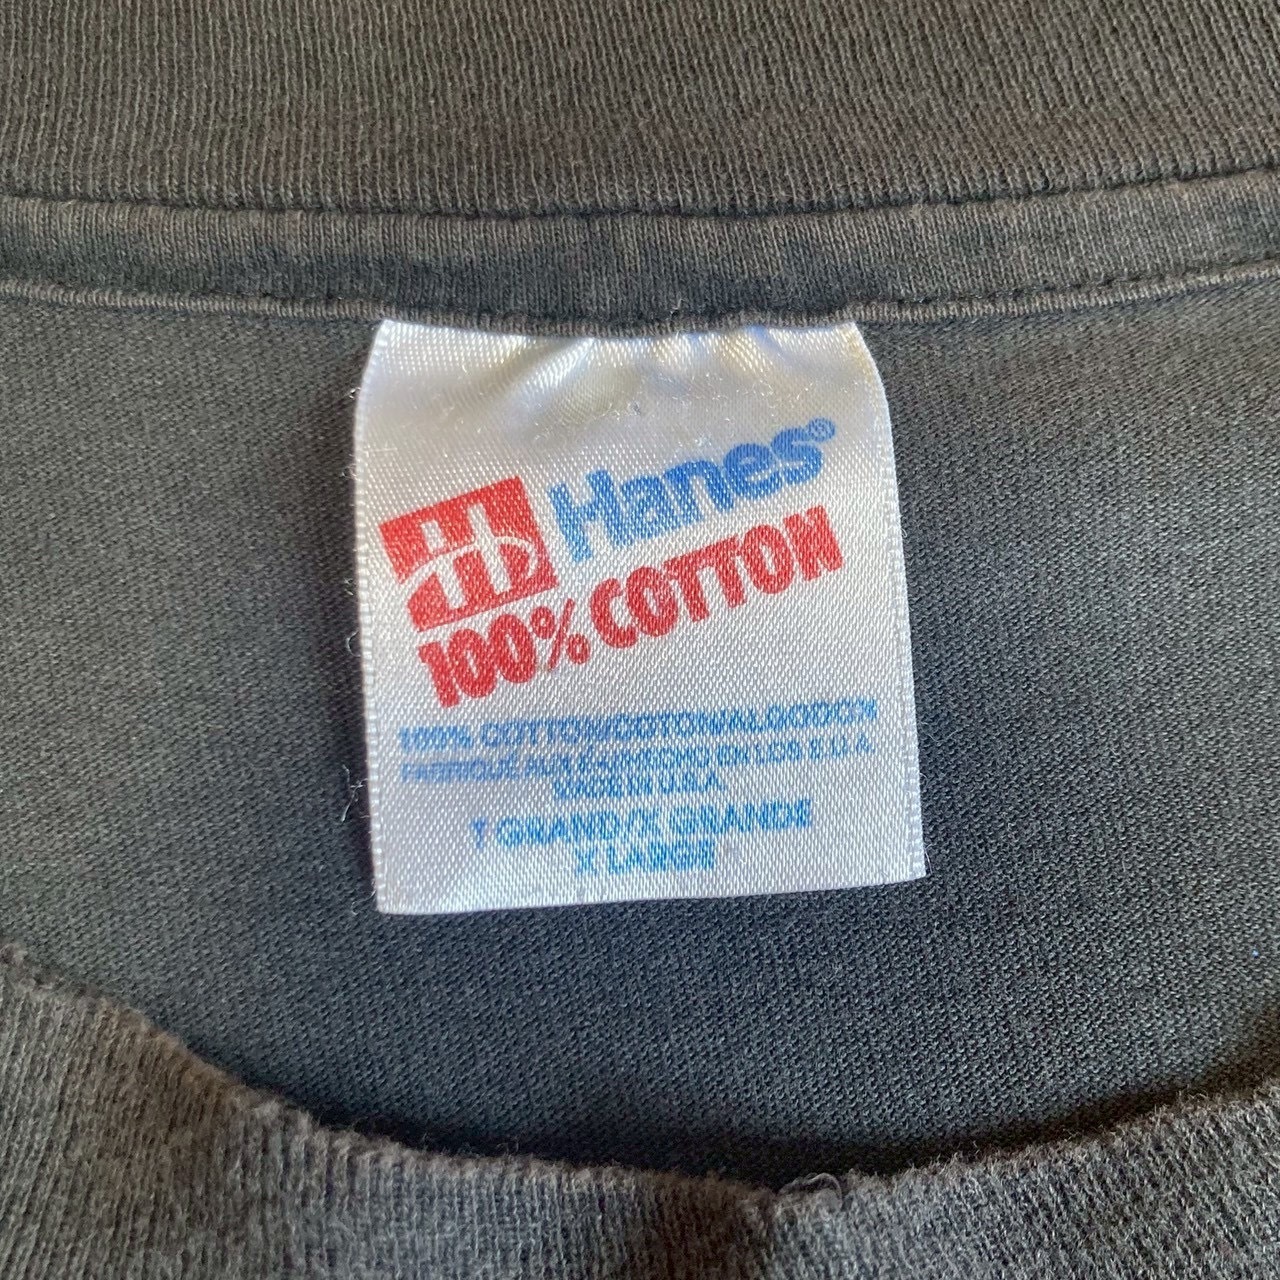 Hanes®
100% COTTON
100% COTTON/COTON/ALGODON
FABRIQUÉ AUX É.U./HECHO EN LOS E.U.A.
MADE IN U.S.A.
T GRAND/X GRANDE
X LARGE